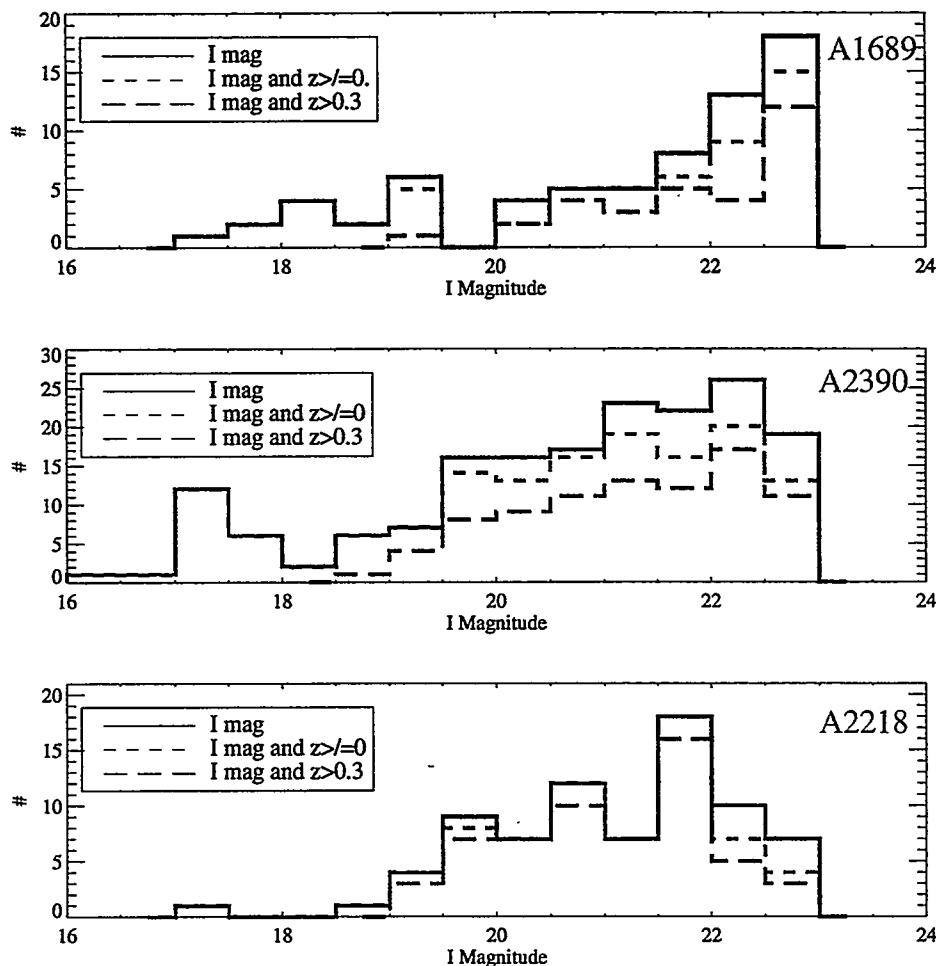 A1689
I mag
I mag and z>/=0.
I mag and z>0.3
#
20
15
10
5
0
16 18 20 22 24
I Magnitude
A2390
I mag
I mag and z>/=0
I mag and z>0.3
#
30
25
20
15
10
5
0
16 18 20 22 24
I Magnitude
A2218
I mag
I mag and z>/=0
I mag and z>0.3
#
20
15
10
5
0
16 18 20 22 24
I Magnitude